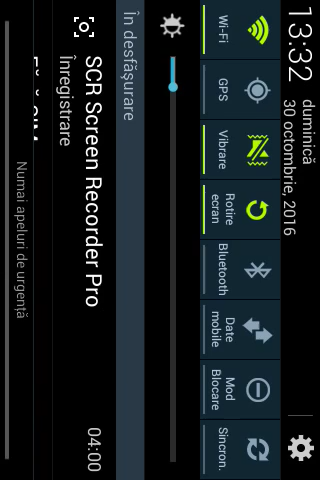 13:32
duminică
30 octombrie, 2016
Wi-Fi
GPS
Vibrare
Rotire
ecran
Bluetooth
Date
mobile
Mod
Blocare
Sincron.
În desfășurare
SCR Screen Recorder Pro
04:00
Înregistrare
Numai apeluri de urgență